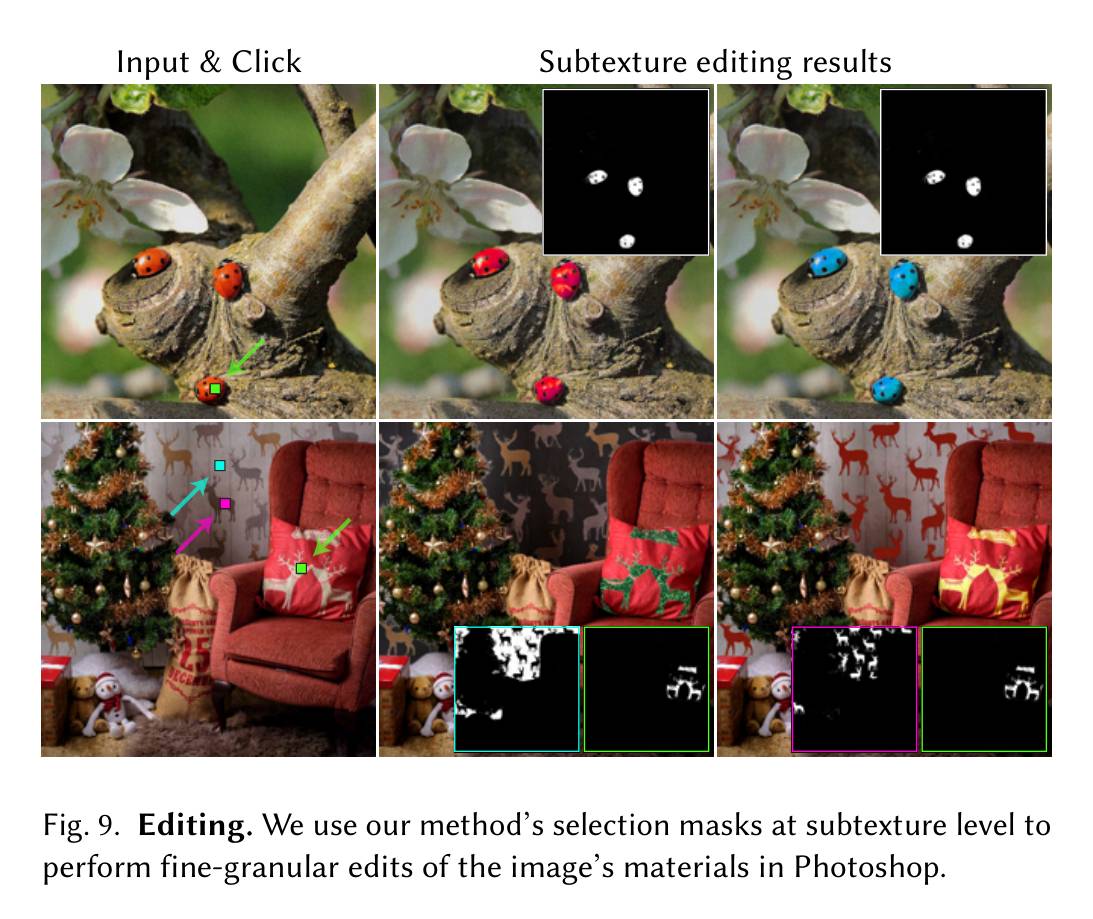 Input & Click
Subtexture editing results
25
Fig. 9. Editing. We use our method's selection masks at subtexture level to
perform fine-granular edits of the image's materials in Photoshop.